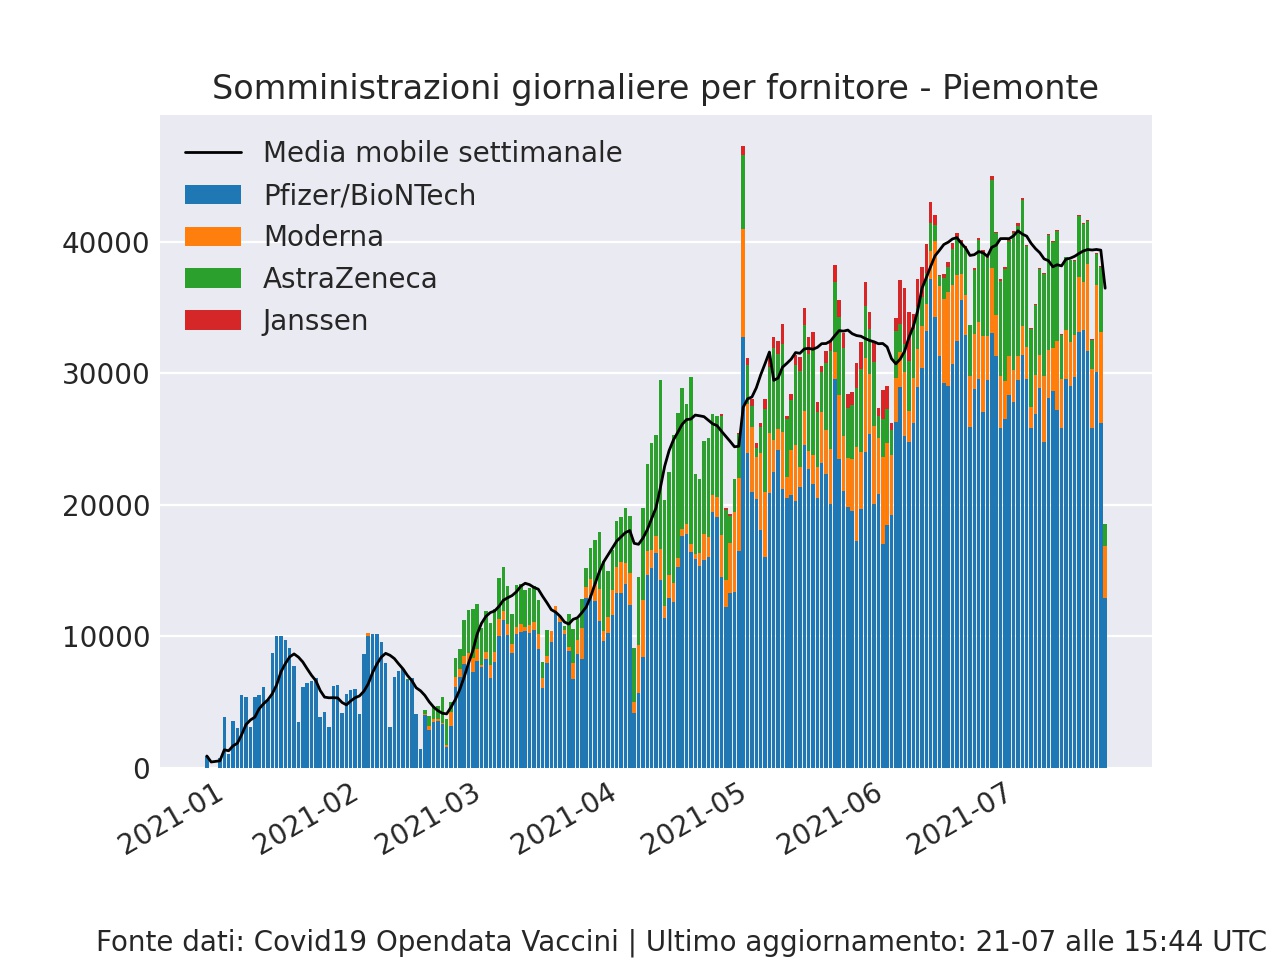 Somministrazioni giornaliere per fornitore - Piemonte
Media mobile settimanale
Pfizer/BioNTech
Moderna
AstraZeneca
Janssen
40000
30000
20000
10000
0
2021-01
2021-02
2021-03
2021-04
2021-05
2021-06
2021-07
Fonte dati: Covid19 Opendata Vaccini | Ultimo aggiornamento: 21-07 alle 15:44 UTC